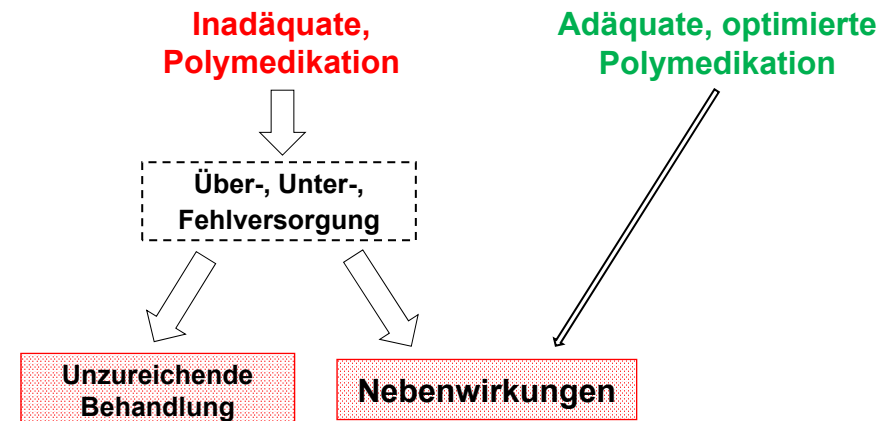 Inadäquate,
Polymedikation
Adäquate, optimierte
Polymedikation
Über-, Unter-,
Fehlversorgung
Unzureichende
Behandlung
Nebenwirkungen